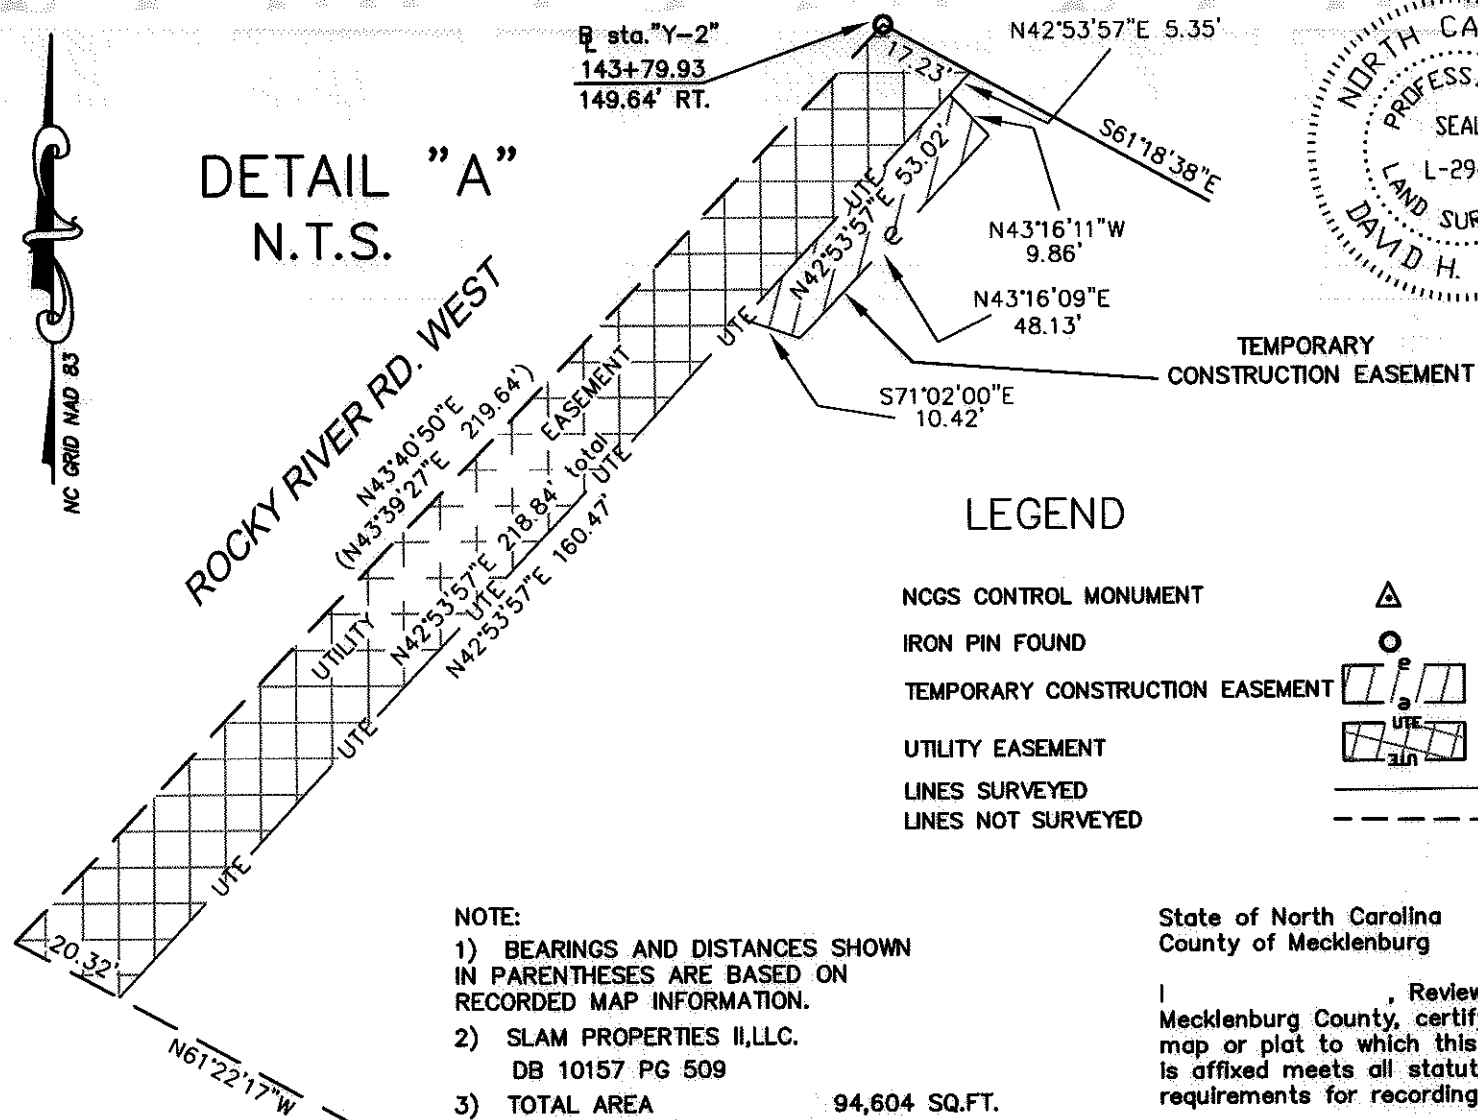 ℄ sta."Y-2"
143+79.93
149.64' RT.
N42°53'57"E 5.35'
17.23'
S61°18'38"E
NORTH CA
PROFESS
SEAL
L-29
LAND SUR
DAVID H.
DETAIL "A"
N.T.S.
NC GRID NAD 83
UTE
N42°53'57"E 53.02'
e
N43°16'11"W
9.86'
N43°16'09"E
48.13'
TEMPORARY
CONSTRUCTION EASEMENT
S71°02'00"E
10.42'
UTE
ROCKY RIVER RD. WEST
N43°40'50"E
(N43°39'27"E 219.64')
EASEMENT
UTE
N42°53'57"E 218.84' total
UTE
N42°53'57"E 160.47'
UTILITY
UTE
UTE
20.32'
N61°22'17"W
LEGEND
NCGS CONTROL MONUMENT
IRON PIN FOUND
TEMPORARY CONSTRUCTION EASEMENT
e
e
UTILITY EASEMENT
UTE
UTE
LINES SURVEYED
LINES NOT SURVEYED
NOTE:
1) BEARINGS AND DISTANCES SHOWN
IN PARENTHESES ARE BASED ON
RECORDED MAP INFORMATION.
2) SLAM PROPERTIES II,LLC.
DB 10157 PG 509
3) TOTAL AREA 94,604 SQ.FT.
State of North Carolina
County of Mecklenburg
I , Review
Mecklenburg County, certif
map or plat to which this
is affixed meets all statut
requirements for recording